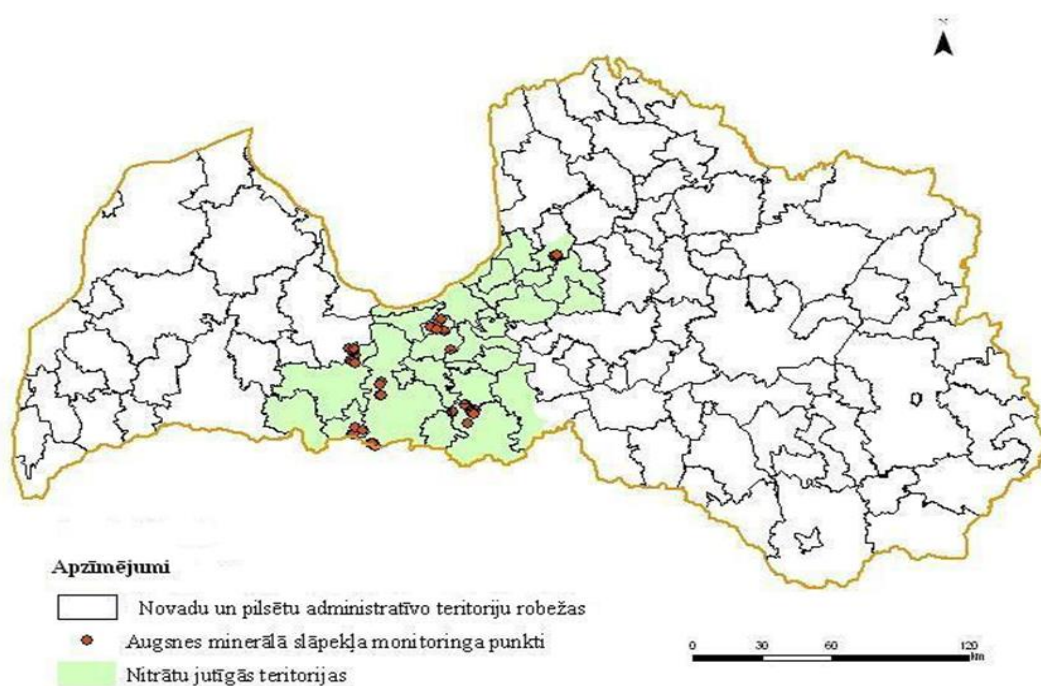 Apzīmējumi
Novadu un pilsētu administratīvo teritoriju robežas
Augsnes minerālā slāpekļa monitoringa punkti
Nitrātu jutīgās teritorijas
0 30 60 120
km